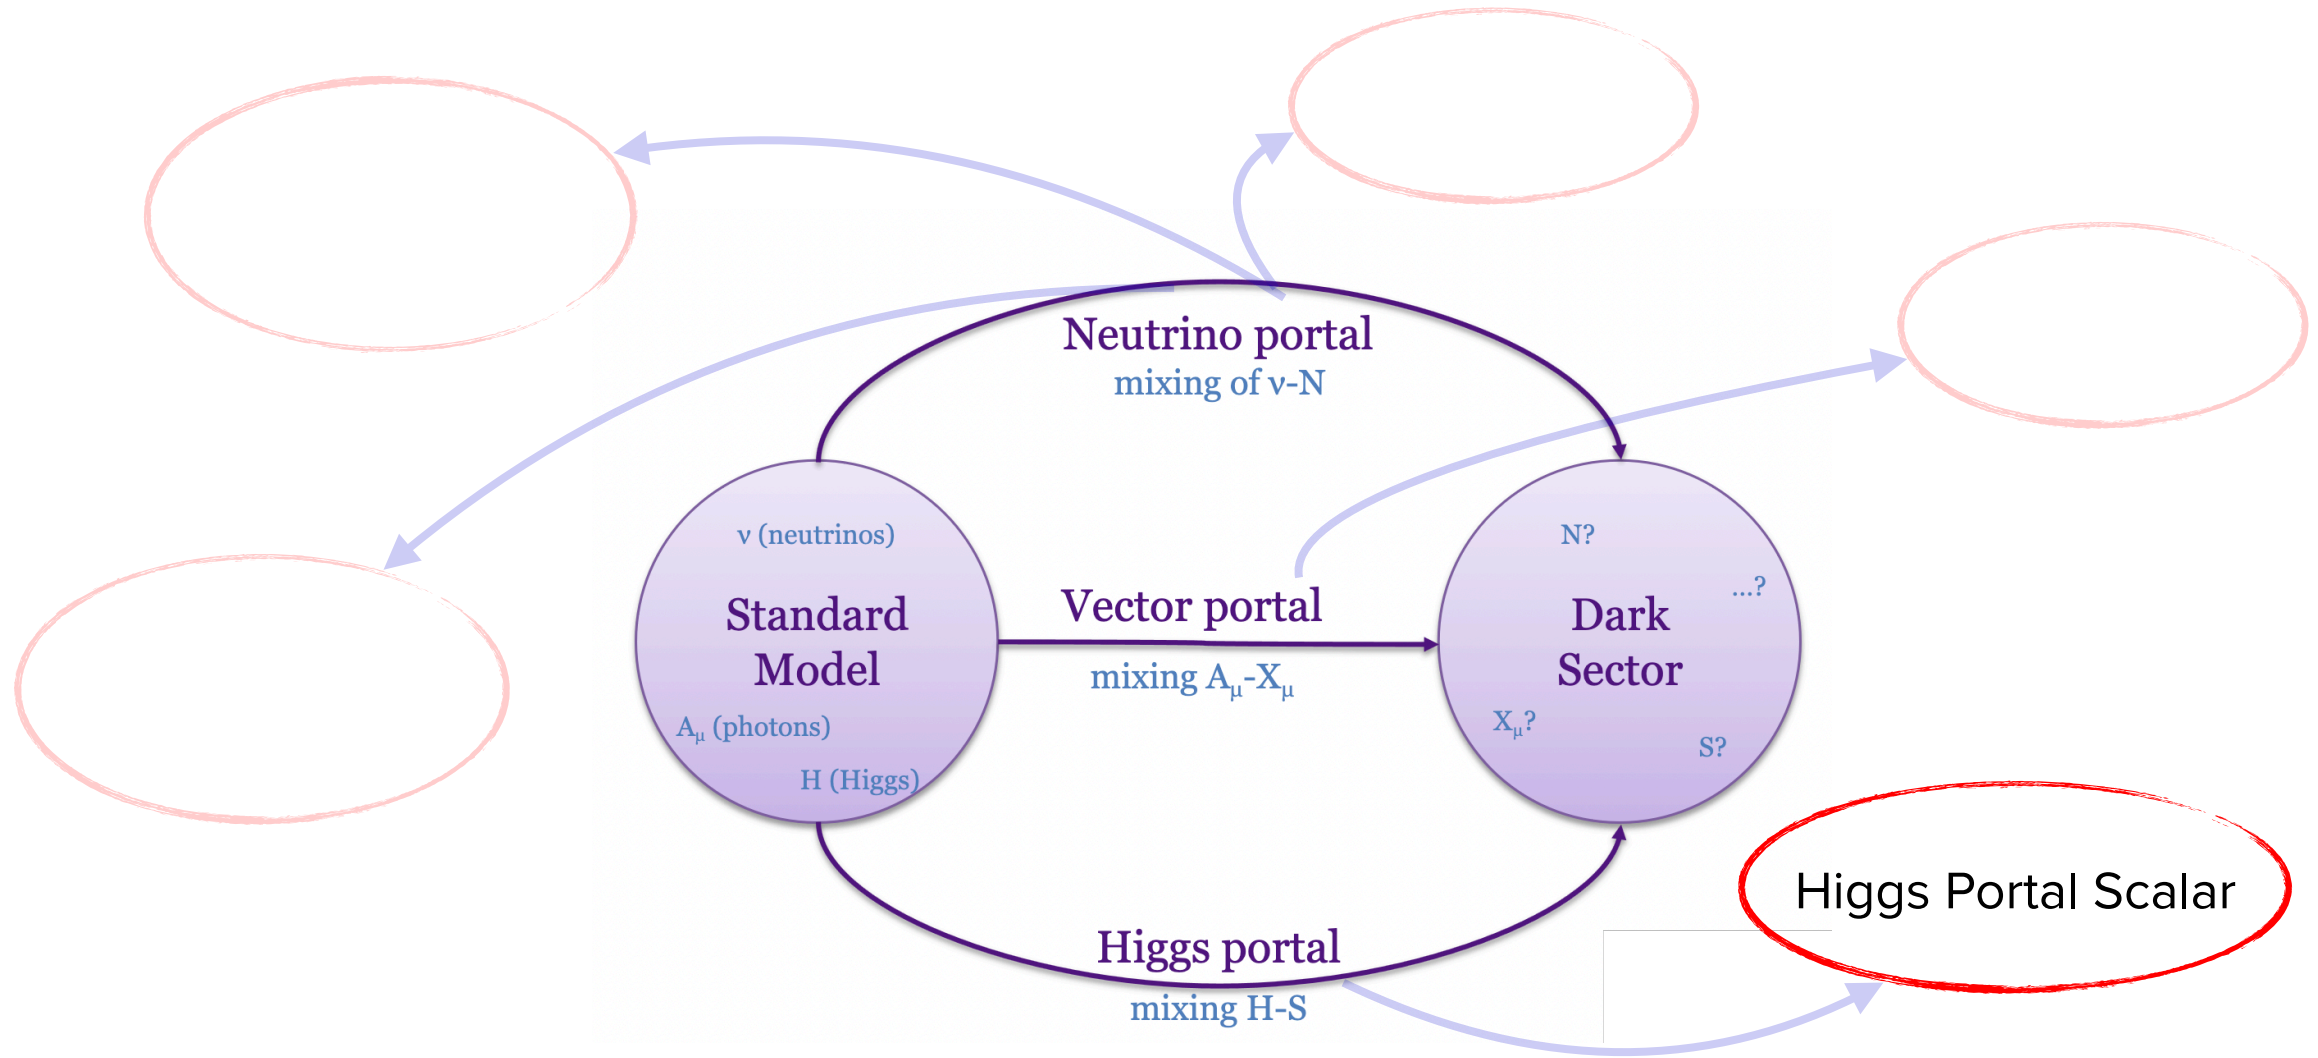 Neutrino portal
mixing of ν-N
ν (neutrinos)
Standard
Model
Aμ (photons)
H (Higgs)
Vector portal
mixing Aμ-Xμ
N?
...?
Dark
Sector
Xμ?
S?
Higgs portal
mixing H-S
Higgs Portal Scalar